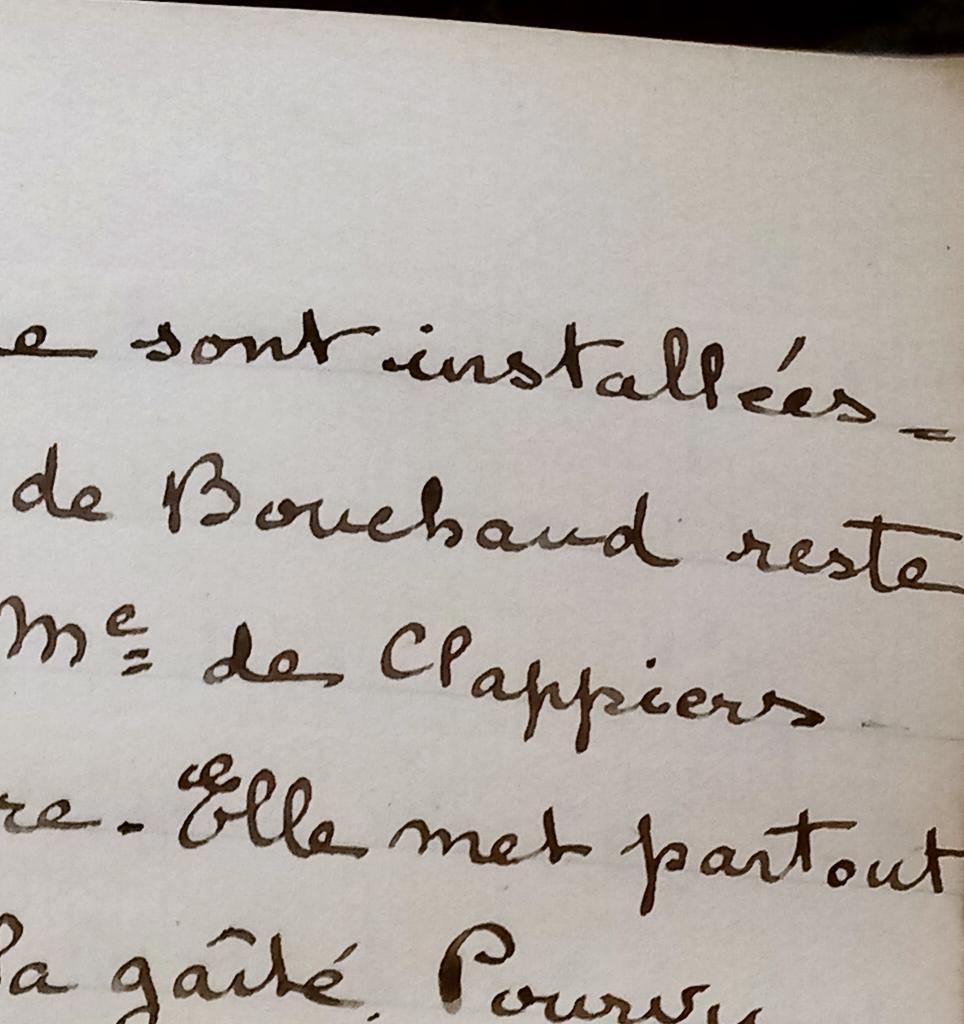 e sont installées =
de Bouchaud reste
Me de Clappiers
re. Elle met partout
la gaîté. Pourvu